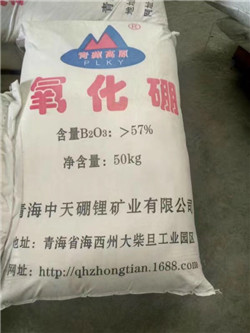 青藏高原
PLKY
氧化硼
含量B2O3：>57%
净含量：50kg
青海中天硼锂矿业有限公司
地址：青海省海西州大柴旦工业园区
网址：http://qhzhongtian.1688.com